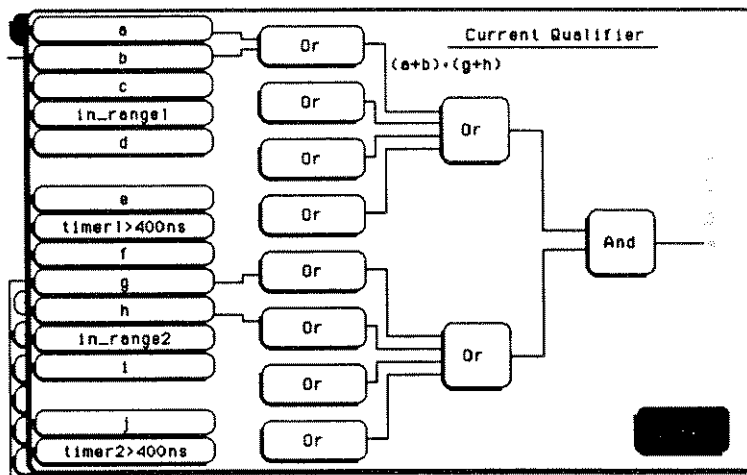 Current Qualifier
(a+b)+(g+h)
a
b
c
in_range1
d
e
timer1>400ns
f
g
h
in_range2
i
j
timer2>400ns
Or
Or
Or
Or
Or
Or
Or
Or
Or
Or
And